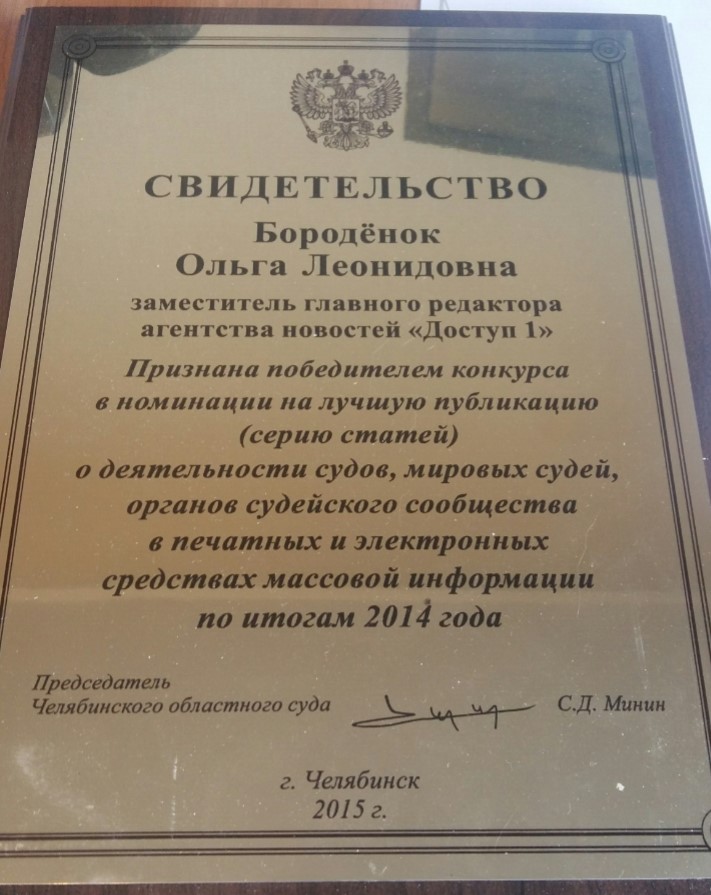 СВИДЕТЕЛЬСТВО
Бородёнок
Ольга Леонидовна
заместитель главного редактора
агентства новостей «Доступ 1»
Признана победителем конкурса
в номинации на лучшую публикацию
(серию статей)
о деятельности судов, мировых судей,
органов судейского сообщества
в печатных и электронных
средствах массовой информации
по итогам 2014 года
Председатель
Челябинского областного суда С.Д. Минин
г. Челябинск
2015 г.